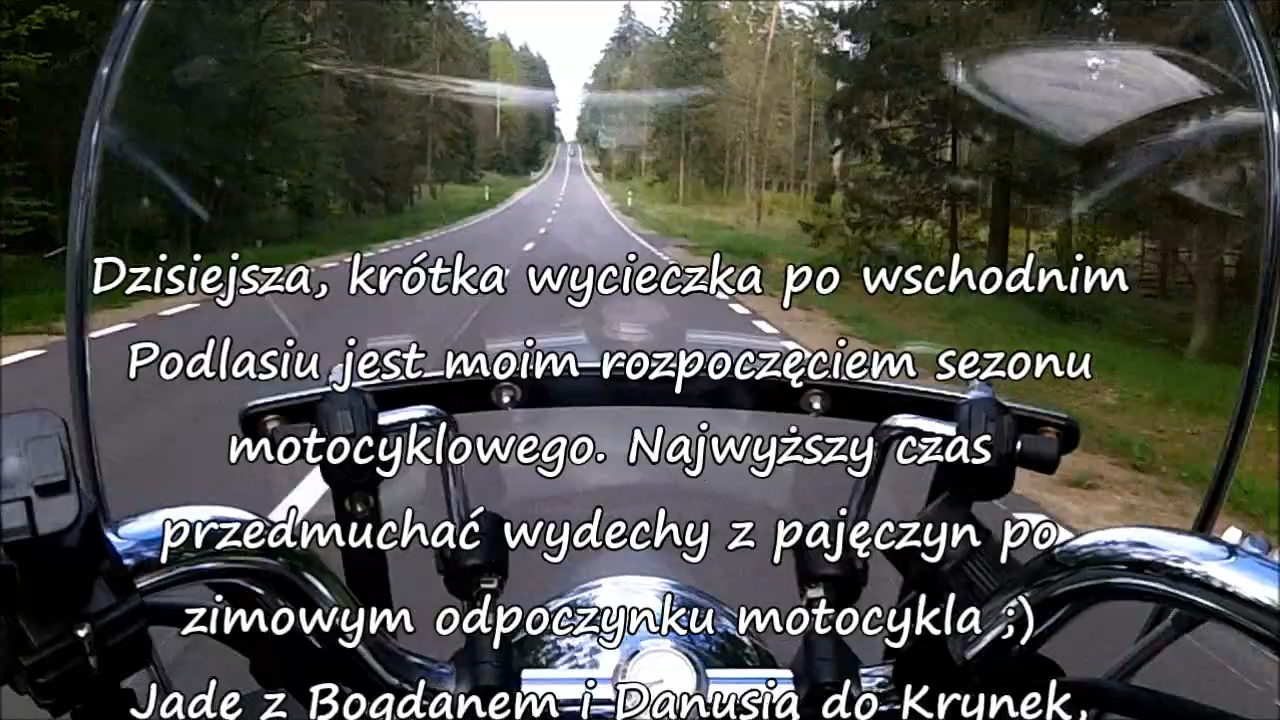 Dzisiejsza, krótka wycieczka po wschodnim
Podlasiu jest moim rozpoczęciem sezonu
motocyklowego. Najwyższy czas
przedmuchać wydechy z pajęczyn po
zimowym odpoczynku motocykla ;)
Jadę z Bogdanem i Danusią do Krynek,